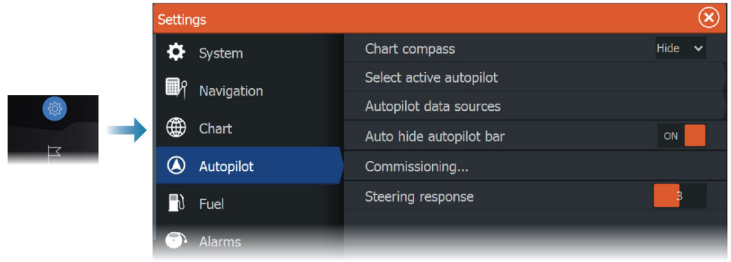 Settings
System
Navigation
Chart
Autopilot
Fuel
Alarms
Chart compass Hide
Select active autopilot
Autopilot data sources
Auto hide autopilot bar ON
Commissioning...
Steering response 3